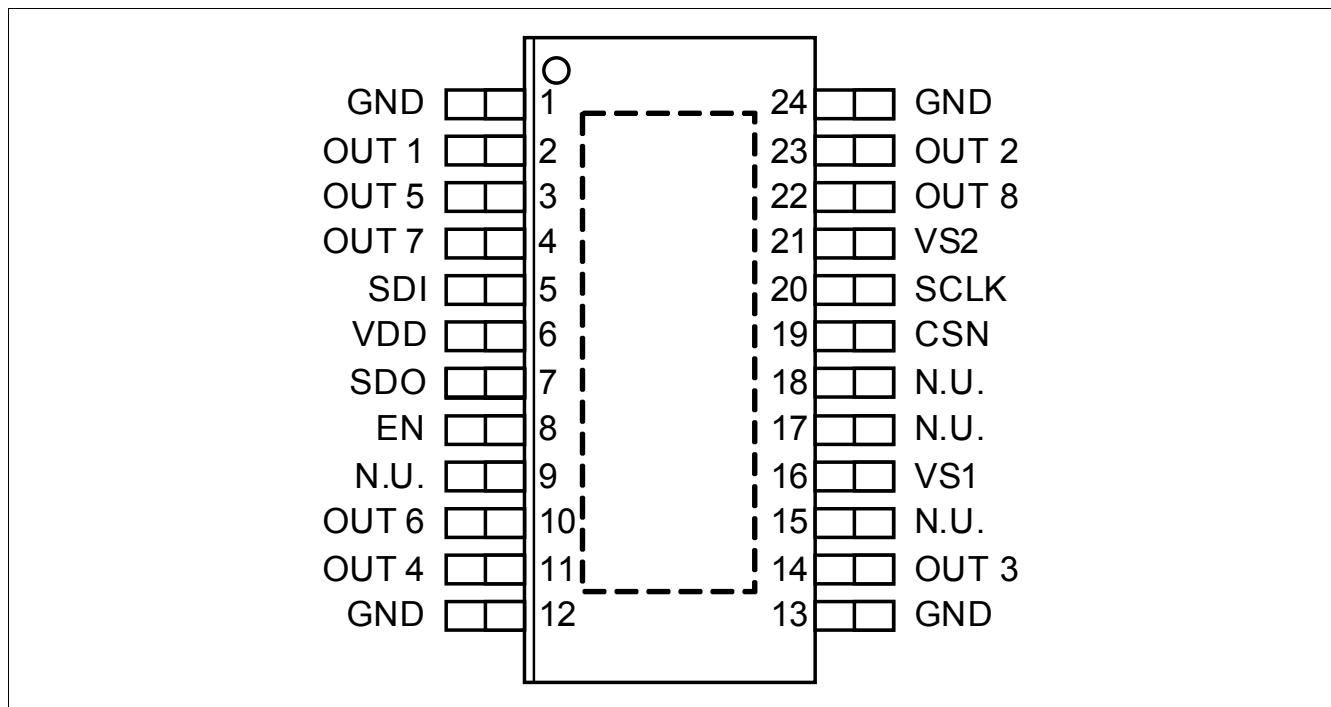 GND 1 24 GND
OUT 1 2 23 OUT 2
OUT 5 3 22 OUT 8
OUT 7 4 21 VS2
SDI 5 20 SCLK
VDD 6 19 CSN
SDO 7 18 N.U.
EN 8 17 N.U.
N.U. 9 16 VS1
OUT 6 10 15 N.U.
OUT 4 11 14 OUT 3
GND 12 13 GND